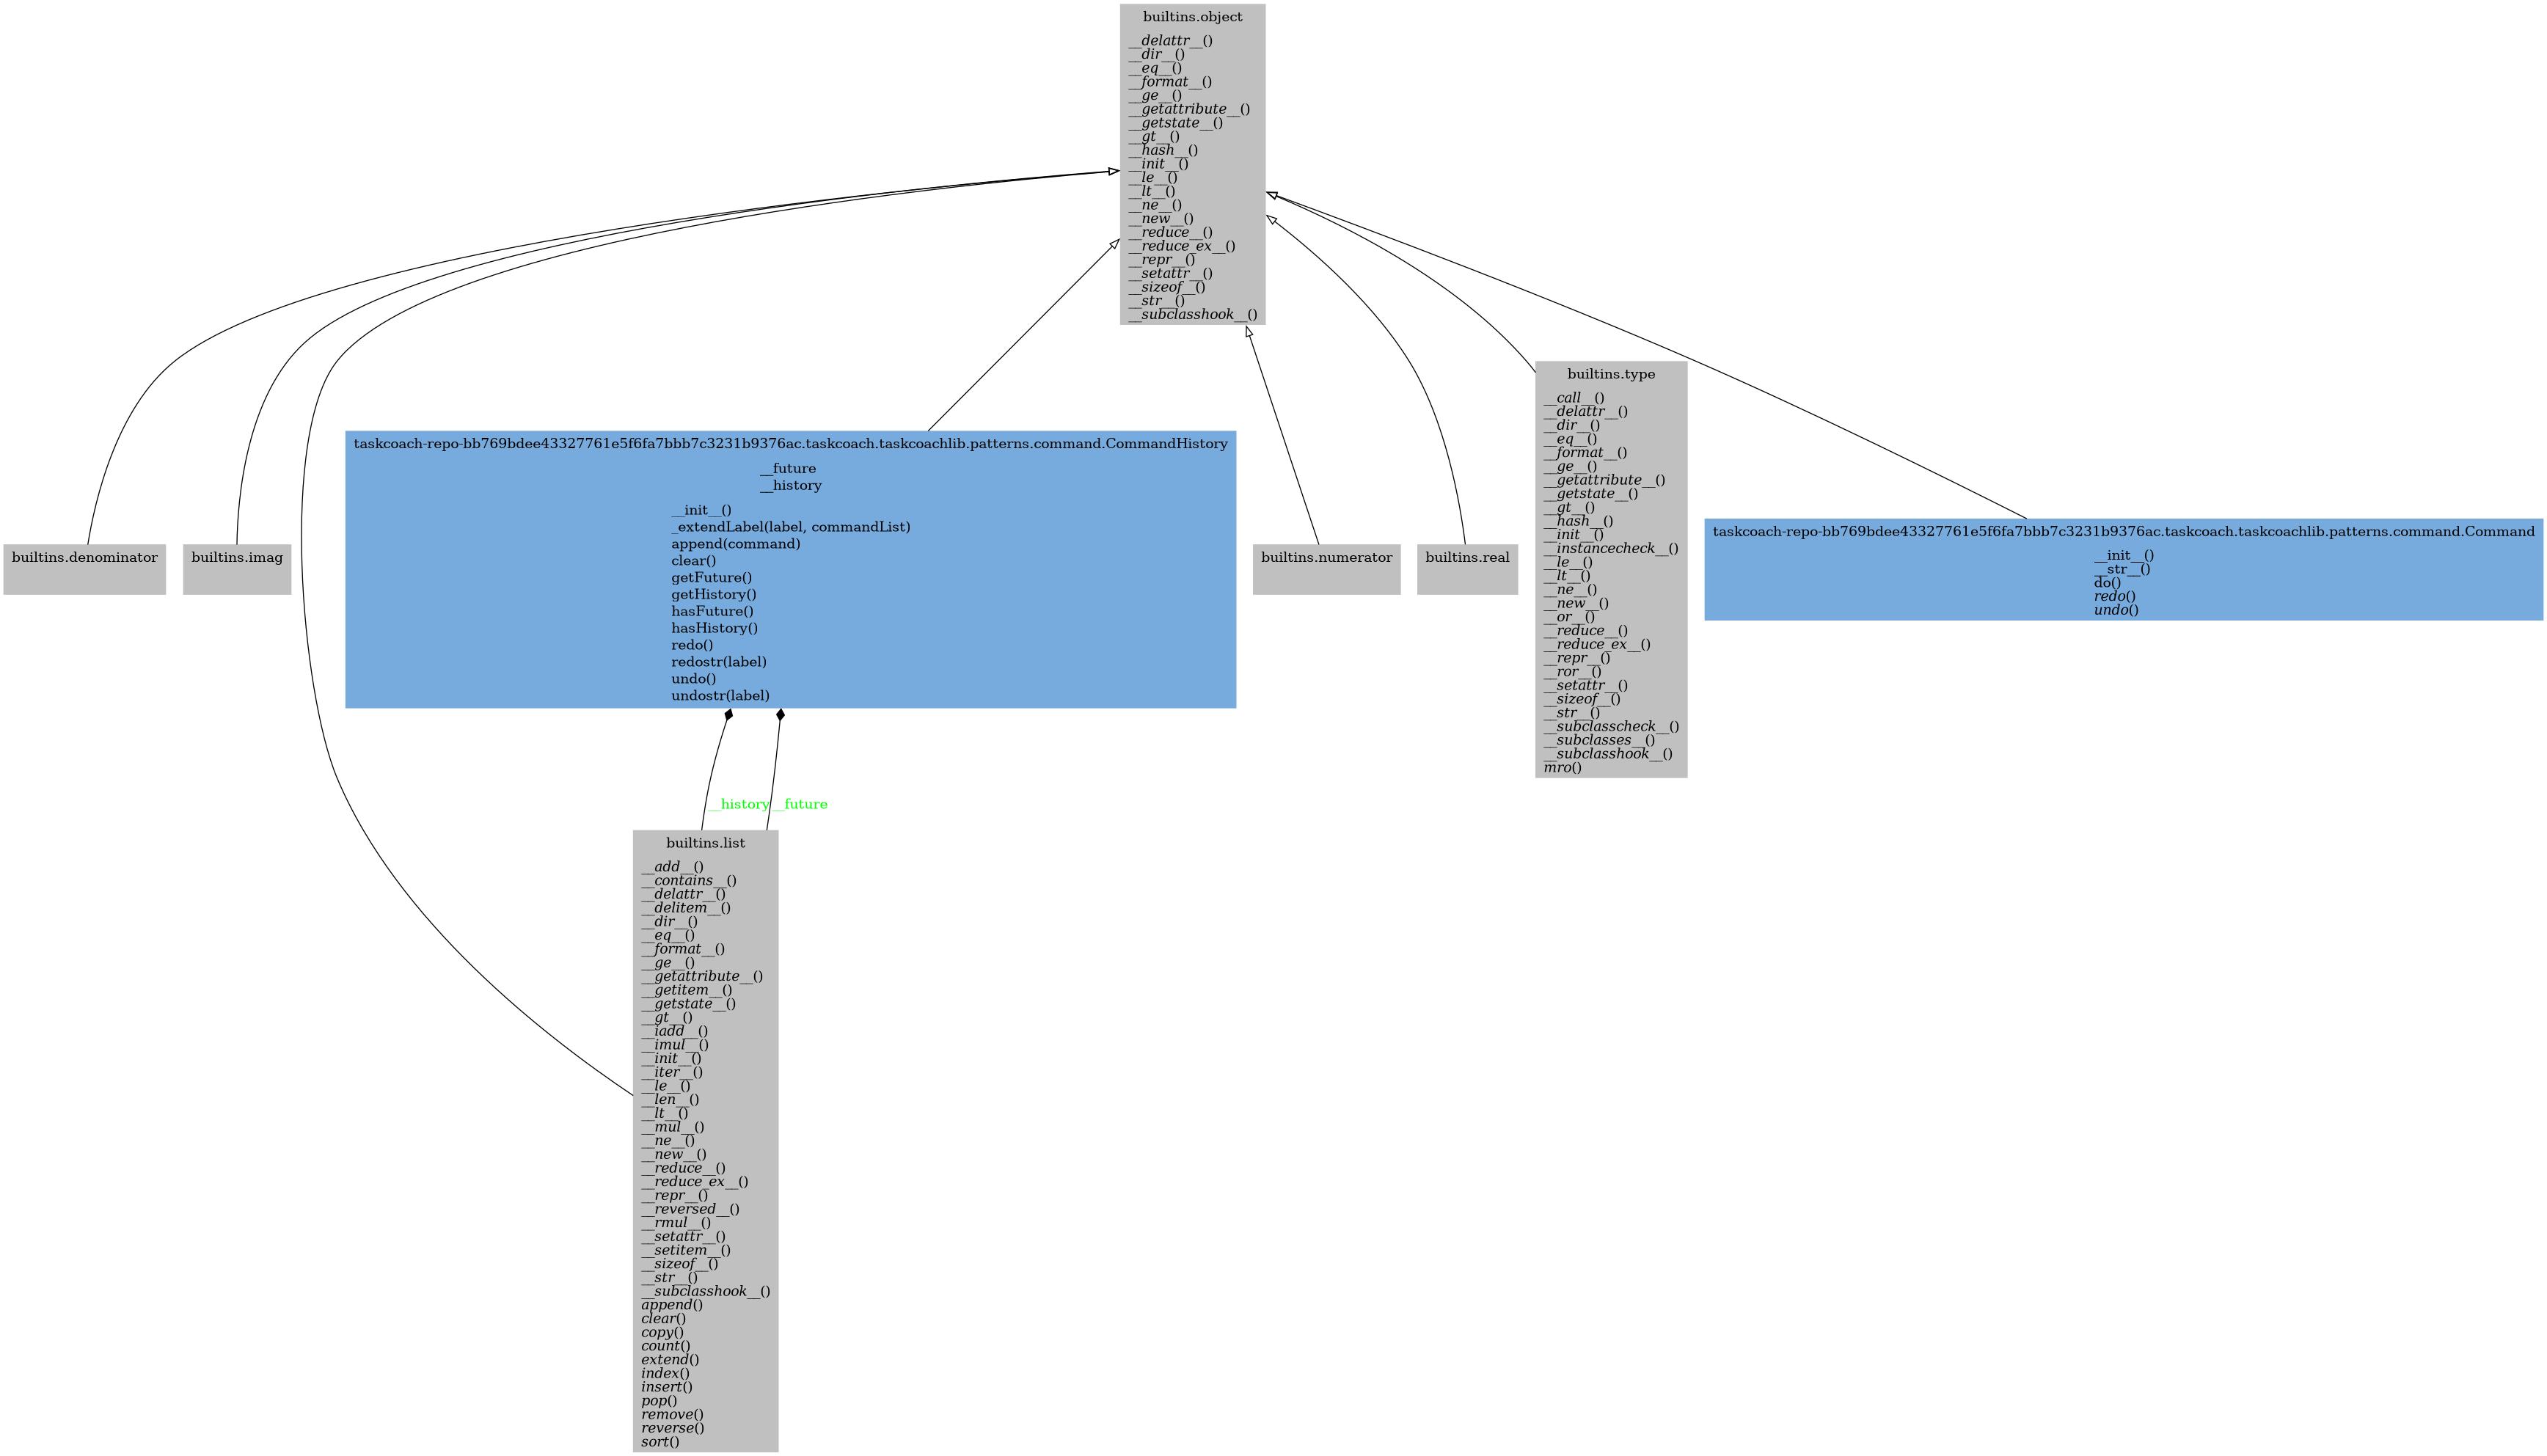 builtins.object
__delattr__()
__dir__()
__eq__()
__format__()
__ge__()
__getattribute__()
__getstate__()
__gt__()
__hash__()
__init__()
__le__()
__lt__()
__ne__()
__new__()
__reduce__()
__reduce_ex__()
__repr__()
__setattr__()
__sizeof__()
__str__()
__subclasshook__()
builtins.denominator
builtins.imag
taskcoach-repo-bb769bdee43327761e5f6fa7bbb7c3231b9376ac.taskcoach.taskcoachlib.patterns.command.CommandHistory
__future
__history
__init__()
_extendLabel(label, commandList)
append(command)
clear()
getFuture()
getHistory()
hasFuture()
hasHistory()
redo()
redostr(label)
undo()
undostr(label)
builtins.numerator
builtins.real
builtins.type
__call__()
__delattr__()
__dir__()
__eq__()
__format__()
__ge__()
__getattribute__()
__getstate__()
__gt__()
__hash__()
__init__()
__instancecheck__()
__le__()
__lt__()
__ne__()
__new__()
__or__()
__reduce__()
__reduce_ex__()
__repr__()
__ror__()
__setattr__()
__sizeof__()
__str__()
__subclasscheck__()
__subclasses__()
__subclasshook__()
mro()
taskcoach-repo-bb769bdee43327761e5f6fa7bbb7c3231b9376ac.taskcoach.taskcoachlib.patterns.command.Command
__init__()
__str__()
do()
redo()
undo()
__history
__future
builtins.list
__add__()
__contains__()
__delattr__()
__delitem__()
__dir__()
__eq__()
__format__()
__ge__()
__getattribute__()
__getitem__()
__getstate__()
__gt__()
__iadd__()
__imul__()
__init__()
__iter__()
__le__()
__len__()
__lt__()
__mul__()
__ne__()
__new__()
__reduce__()
__reduce_ex__()
__repr__()
__reversed__()
__rmul__()
__setattr__()
__setitem__()
__sizeof__()
__str__()
__subclasshook__()
append()
clear()
copy()
count()
extend()
index()
insert()
pop()
remove()
reverse()
sort()